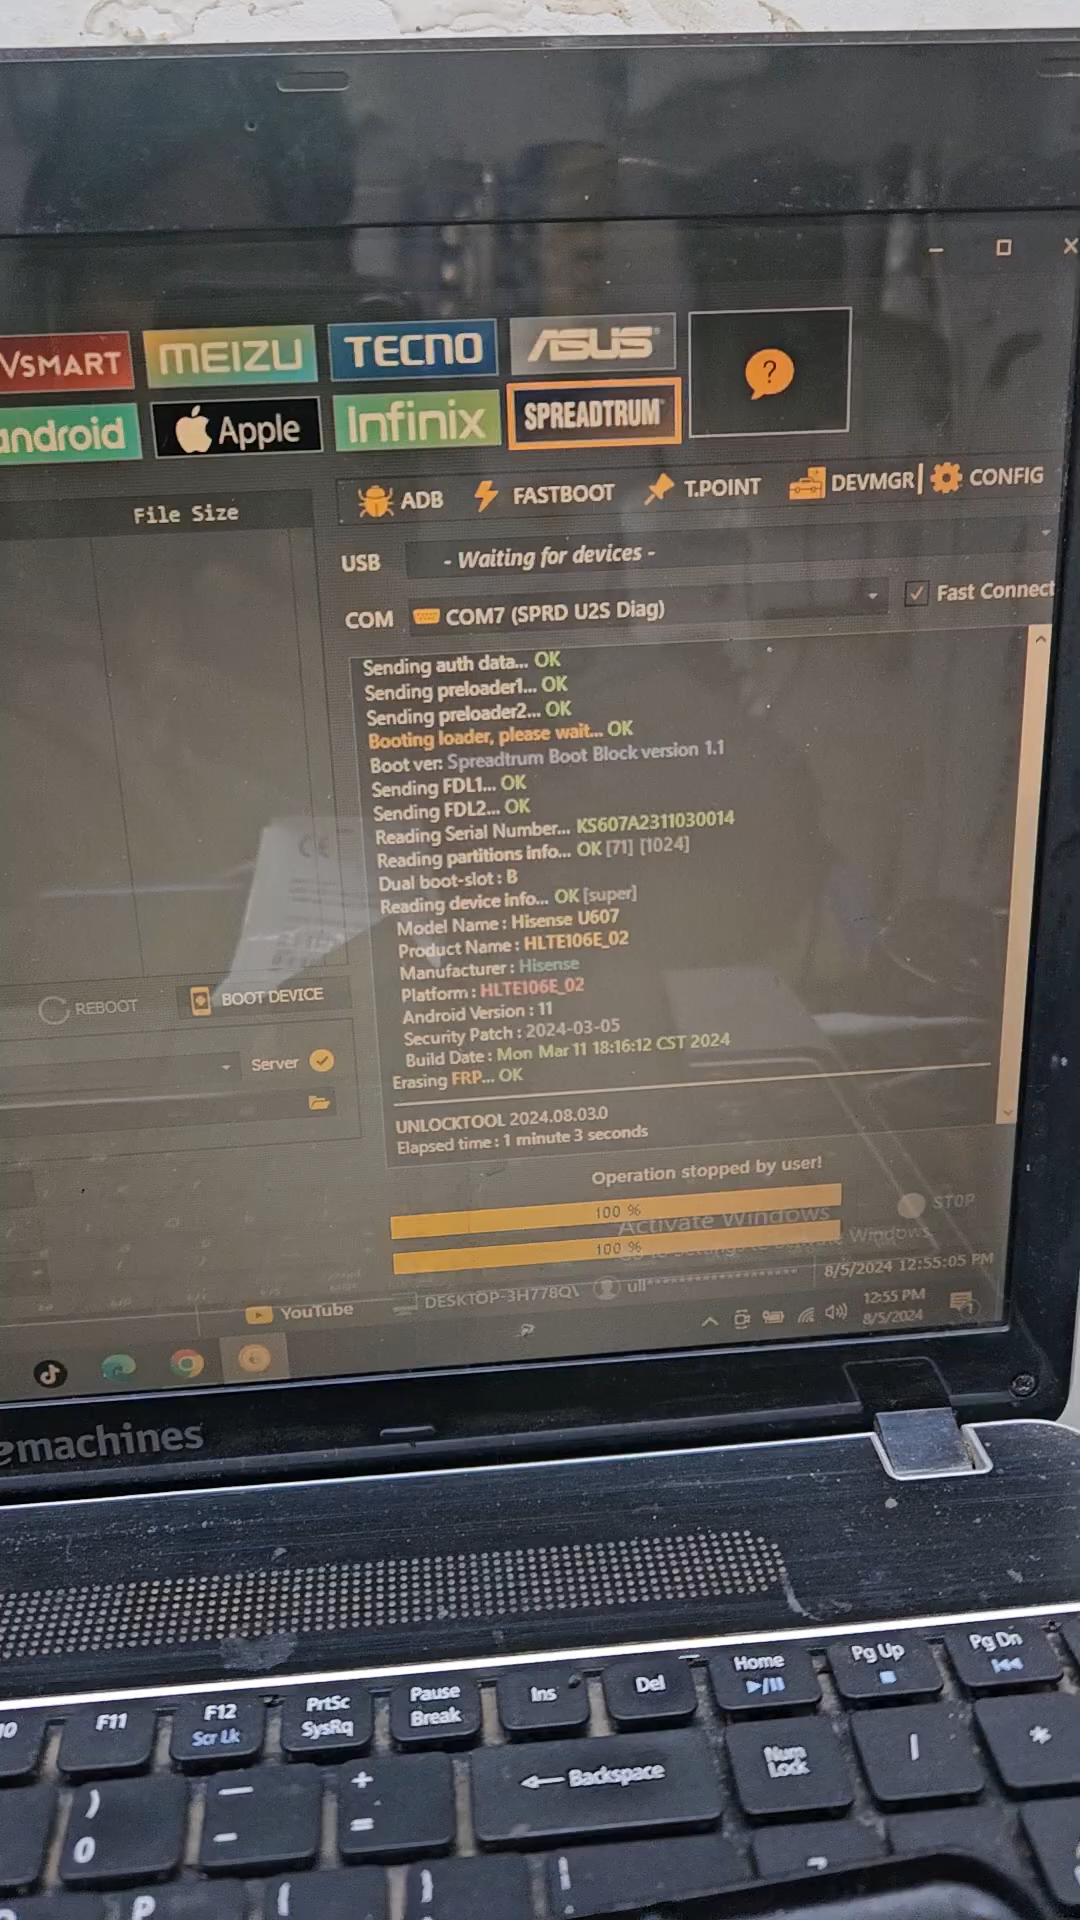 VSMART
MEIZU
TECNO
ASUS
?
android
Apple
Infinix
SPREADTRUM
File Size
ADB
FASTBOOT
T.POINT
DEVMGR
CONFIG
USB
- Waiting for devices -
COM
COM7 (SPRD U2S Diag)
Fast Connect
Sending auth data... OK
Sending preloader1... OK
Sending preloader2... OK
Booting loader, please wait... OK
Boot ver: Spreadtrum Boot Block version 1.1
Sending FDL1... OK
Sending FDL2... OK
Reading Serial Number... KS607A2311030014
Reading partitions info... OK [71] [1024]
Dual boot-slot : B
Reading device info... OK [super]
Model Name : Hisense U607
Product Name : HLTE106E_02
Manufacturer : Hisense
Platform : HLTE106E_02
Android Version : 11
Security Patch : 2024-03-05
Build Date : Mon Mar 11 18:16:12 CST 2024
Erasing FRP... OK
REBOOT
BOOT DEVICE
Server
UNLOCKTOOL 2024.08.03.0
Elapsed time : 1 minute 3 seconds
Operation stopped by user!
100 %
STOP
Activate Windows
100 %
Windows.
YouTube
DESKTOP-3H778Q\
ull***************
8/5/2024 12:55:05 PM
12:55 PM
8/5/2024
1
emachines
F11
F12
Scr Lk
PrtSc
SysRq
Pause
Break
Ins
Del
Home
Pg Up
Pg Dn
)
0
-
+
=
Backspace
Num
Lock
/
*
P
{
}